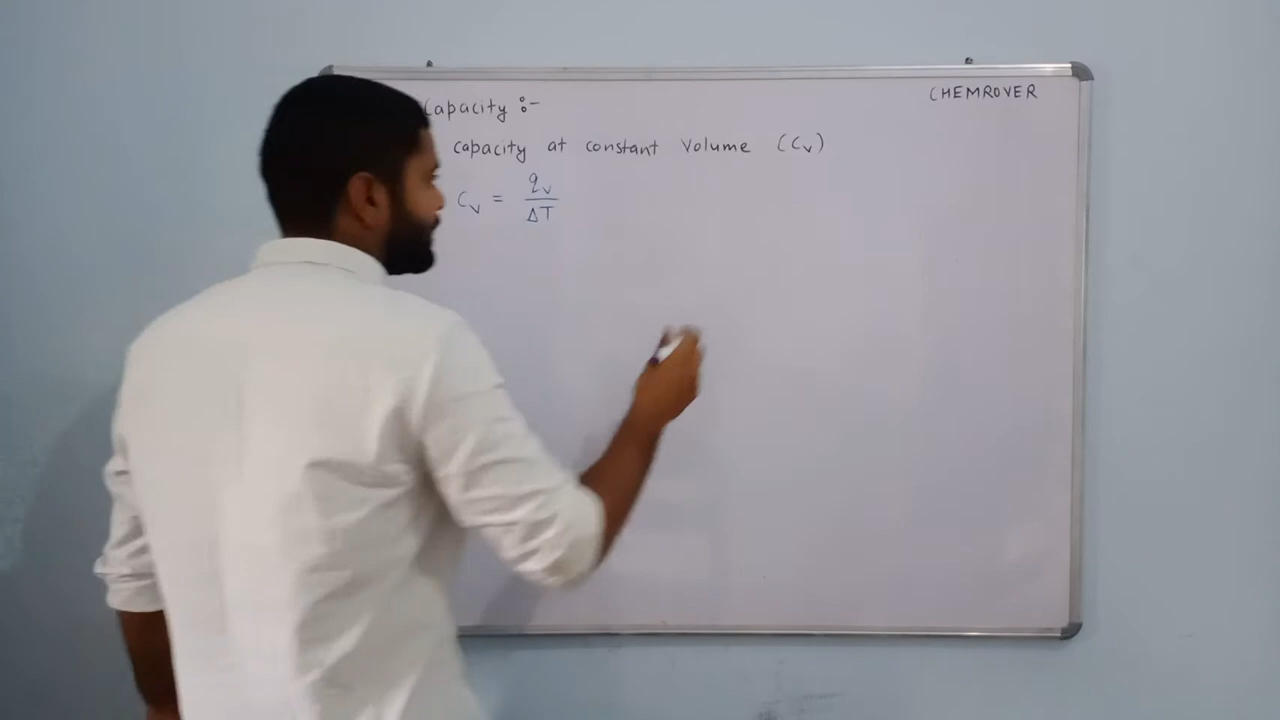 Capacity :-
CHEMROVER
capacity at constant volume (Cv)
Cv = qv
ΔT